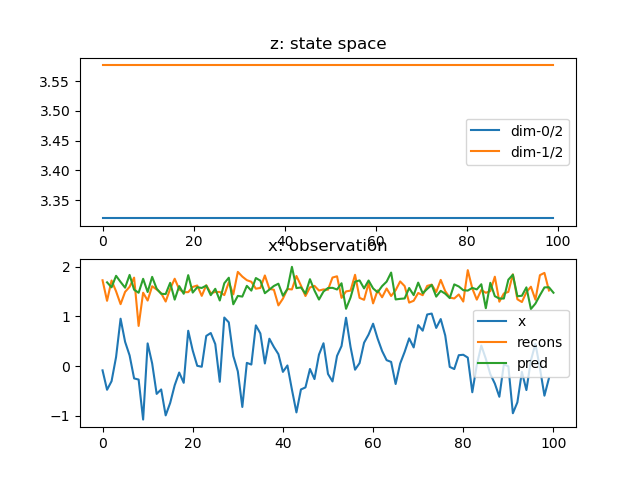 z: state space
3.55
3.50
3.45
3.40
3.35
dim-0/2
dim-1/2
0 20 40 60 80 100
x: observation
2
1
0
−1
x
recons
pred
0 20 40 60 80 100